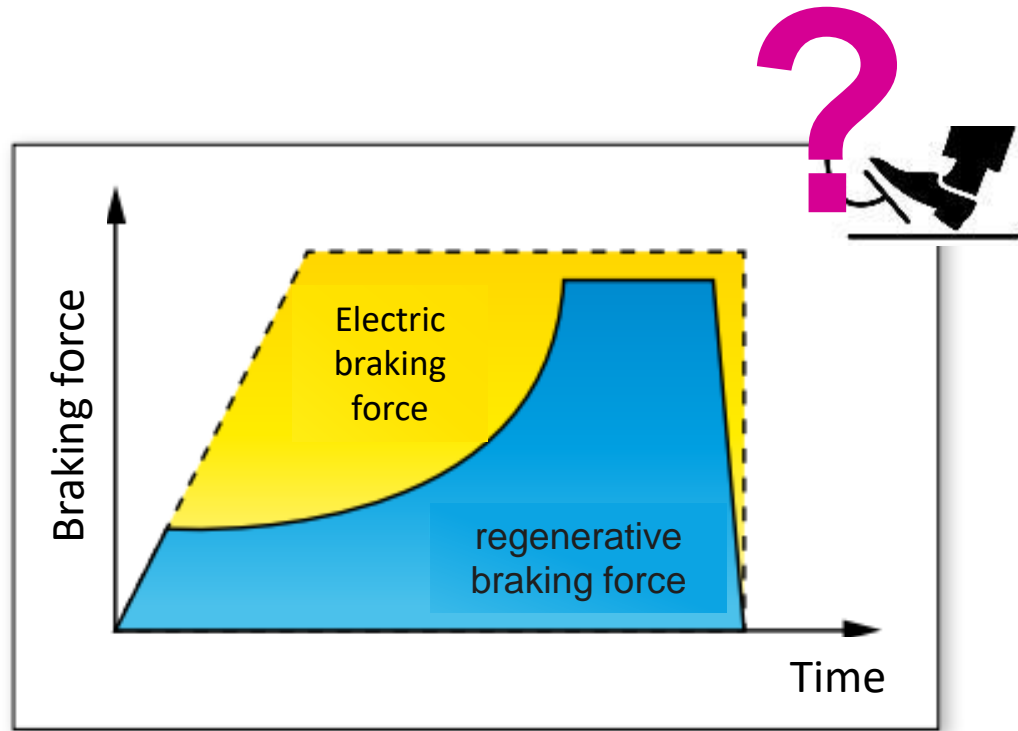 ?
Braking force
Electric
braking
force
regenerative
braking force
Time